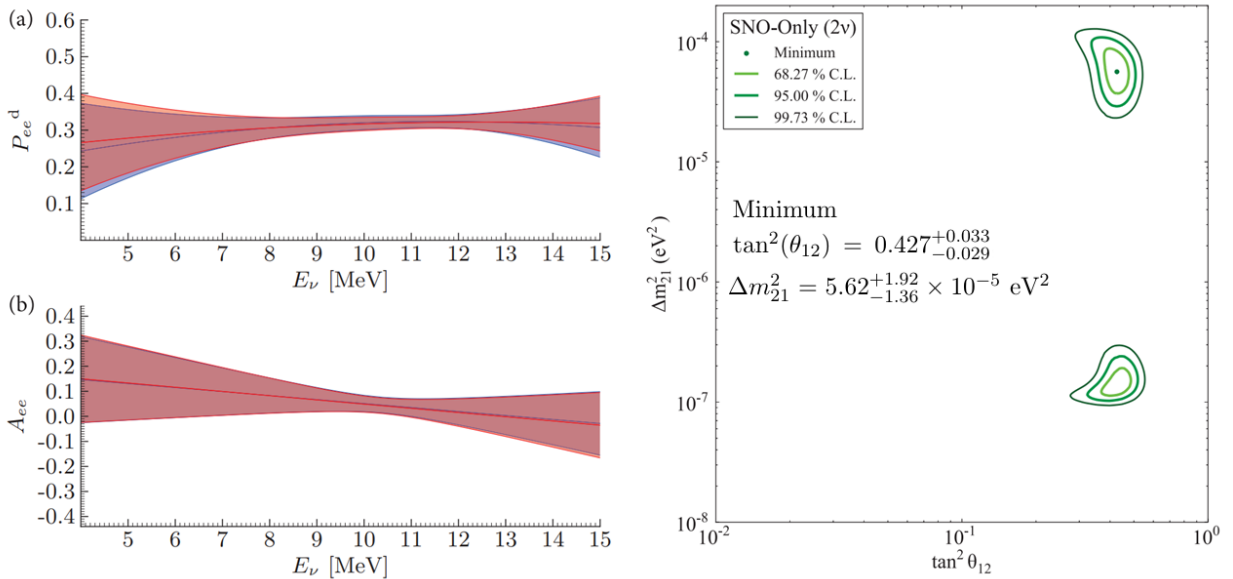 (a)
0.6
0.5
0.4
0.3
0.2
0.1
P_ee^d
5 6 7 8 9 10 11 12 13 14 15
E_ν [MeV]
(b)
0.4
0.3
0.2
0.1
0.0
-0.1
-0.2
-0.3
-0.4
A_ee
5 6 7 8 9 10 11 12 13 14 15
E_ν [MeV]
SNO-Only (2ν)
Minimum
68.27 % C.L.
95.00 % C.L.
99.73 % C.L.
10^-4
10^-5
10^-6
10^-7
10^-8
Δm²_21 (eV²)
Minimum
tan²(θ_12) = 0.427^{+0.033}_{-0.029}
Δm²_21 = 5.62^{+1.92}_{-1.36} × 10^-5 eV²
10^-2 10^-1 10^0
tan² θ_12